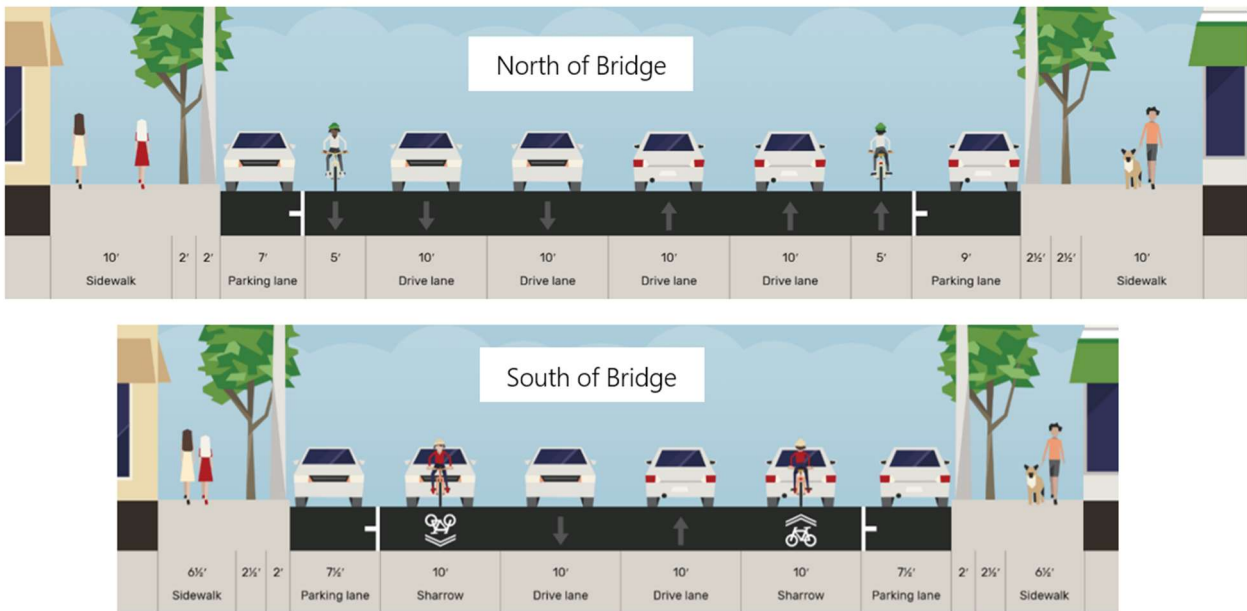 North of Bridge
10' 2' 2' 7' 5' 10' 10' 10' 10' 5' 9' 2½' 2½' 10'
Sidewalk Parking lane Drive lane Drive lane Drive lane Drive lane Parking lane Sidewalk
South of Bridge
6½' 2½' 2' 7½' 10' 10' 10' 10' 7½' 2' 2½' 6½'
Sidewalk Parking lane Sharrow Drive lane Drive lane Sharrow Parking lane Sidewalk